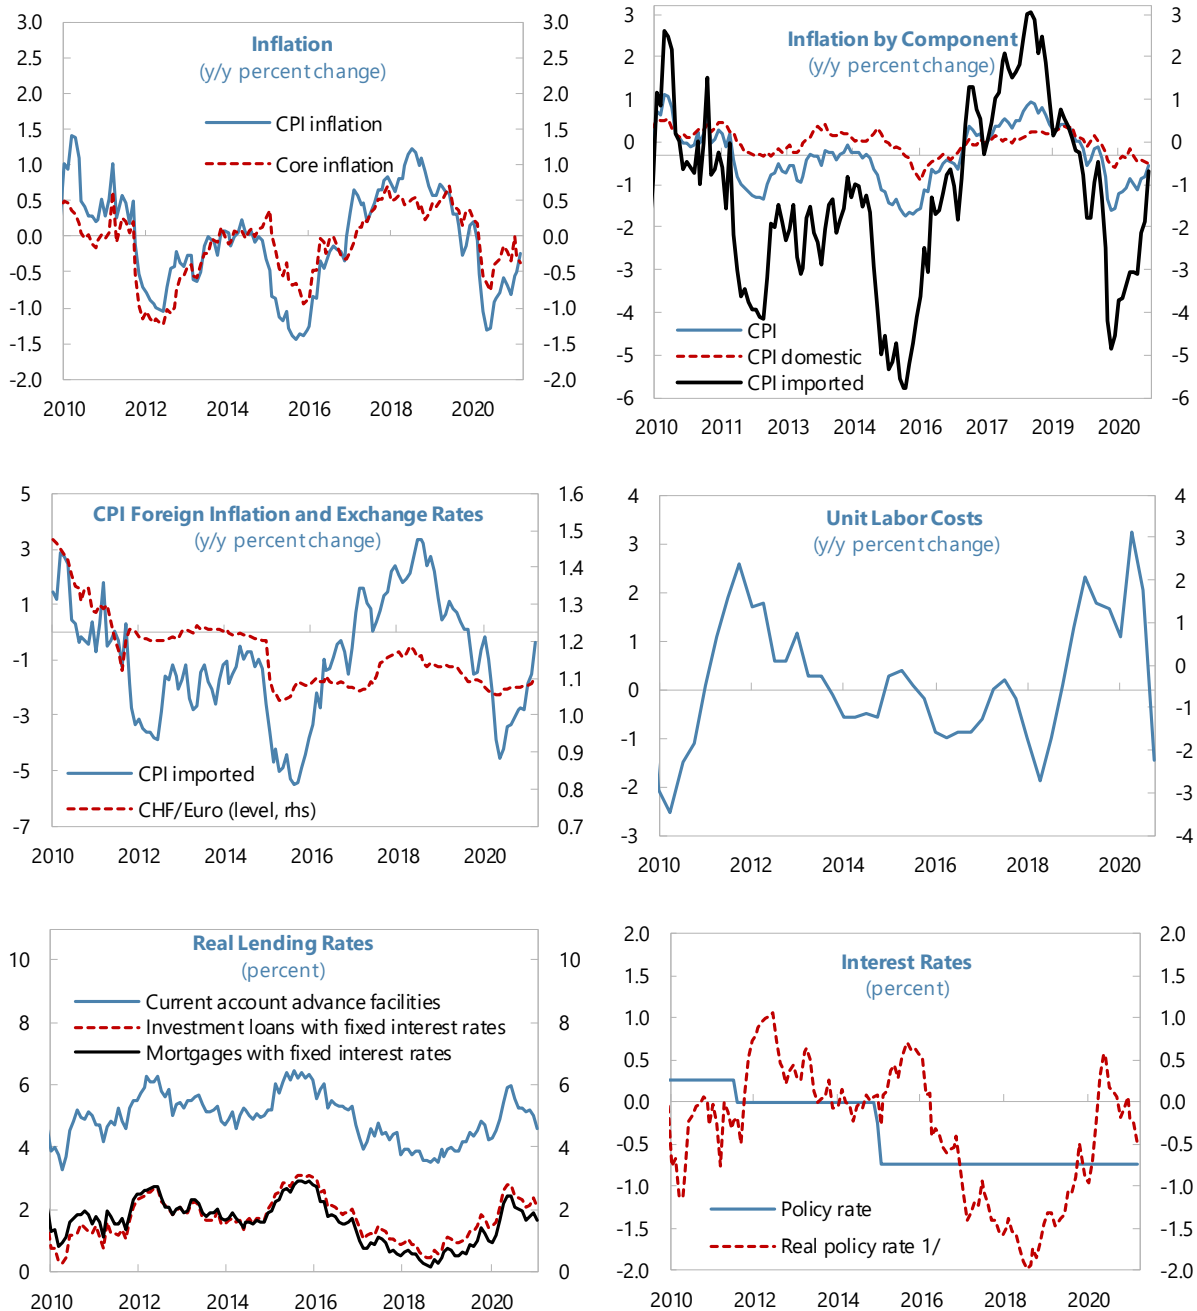 Inflation
(y/y percent change)
CPI inflation
Core inflation
3.0 3.0
2.5 2.5
2.0 2.0
1.5 1.5
1.0 1.0
0.5 0.5
0.0 0.0
-0.5 -0.5
-1.0 -1.0
-1.5 -1.5
-2.0 -2.0
2010 2012 2014 2016 2018 2020
Inflation by Component
(y/y percent change)
3 3
2 2
1 1
0 0
-1 -1
-2 -2
-3 -3
-4 -4
-5 -5
-6 -6
CPI
CPI domestic
CPI imported
2010 2011 2013 2014 2016 2017 2019 2020
CPI Foreign Inflation and Exchange Rates
(y/y percent change)
5 3 1 -1 -3 -5 -7
1.6 1.5 1.4 1.3 1.2 1.1 1.0 0.9 0.8 0.7
CPI imported
CHF/Euro (level, rhs)
2010 2012 2014 2016 2018 2020
Unit Labor Costs
(y/y percent change)
4 3 2 1 0 -1 -2 -3
4 3 2 1 0 -1 -2 -3 -4
2010 2012 2014 2016 2018 2020
Real Lending Rates
(percent)
Current account advance facilities
Investment loans with fixed interest rates
Mortgages with fixed interest rates
10 10
8 8
6 6
4 4
2 2
0 0
2010 2012 2014 2016 2018 2020
Interest Rates
(percent)
2.0 2.0
1.5 1.5
1.0 1.0
0.5 0.5
0.0 0.0
-0.5 -0.5
-1.0 -1.0
-1.5 -1.5
-2.0 -2.0
Policy rate
Real policy rate 1/
2010 2012 2014 2016 2018 2020